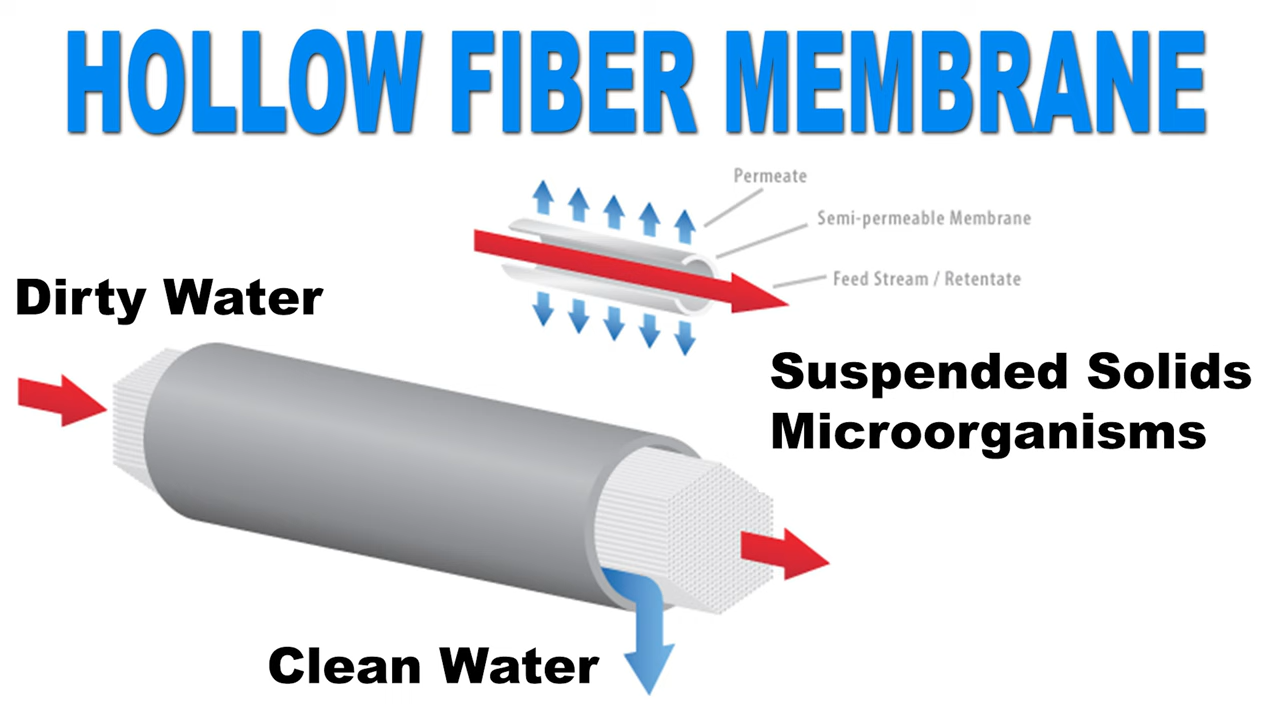 HOLLOW FIBER MEMBRANE
Permeate
Semi-permeable Membrane
Feed Stream / Retentate
Dirty Water
Suspended Solids
Microorganisms
Clean Water